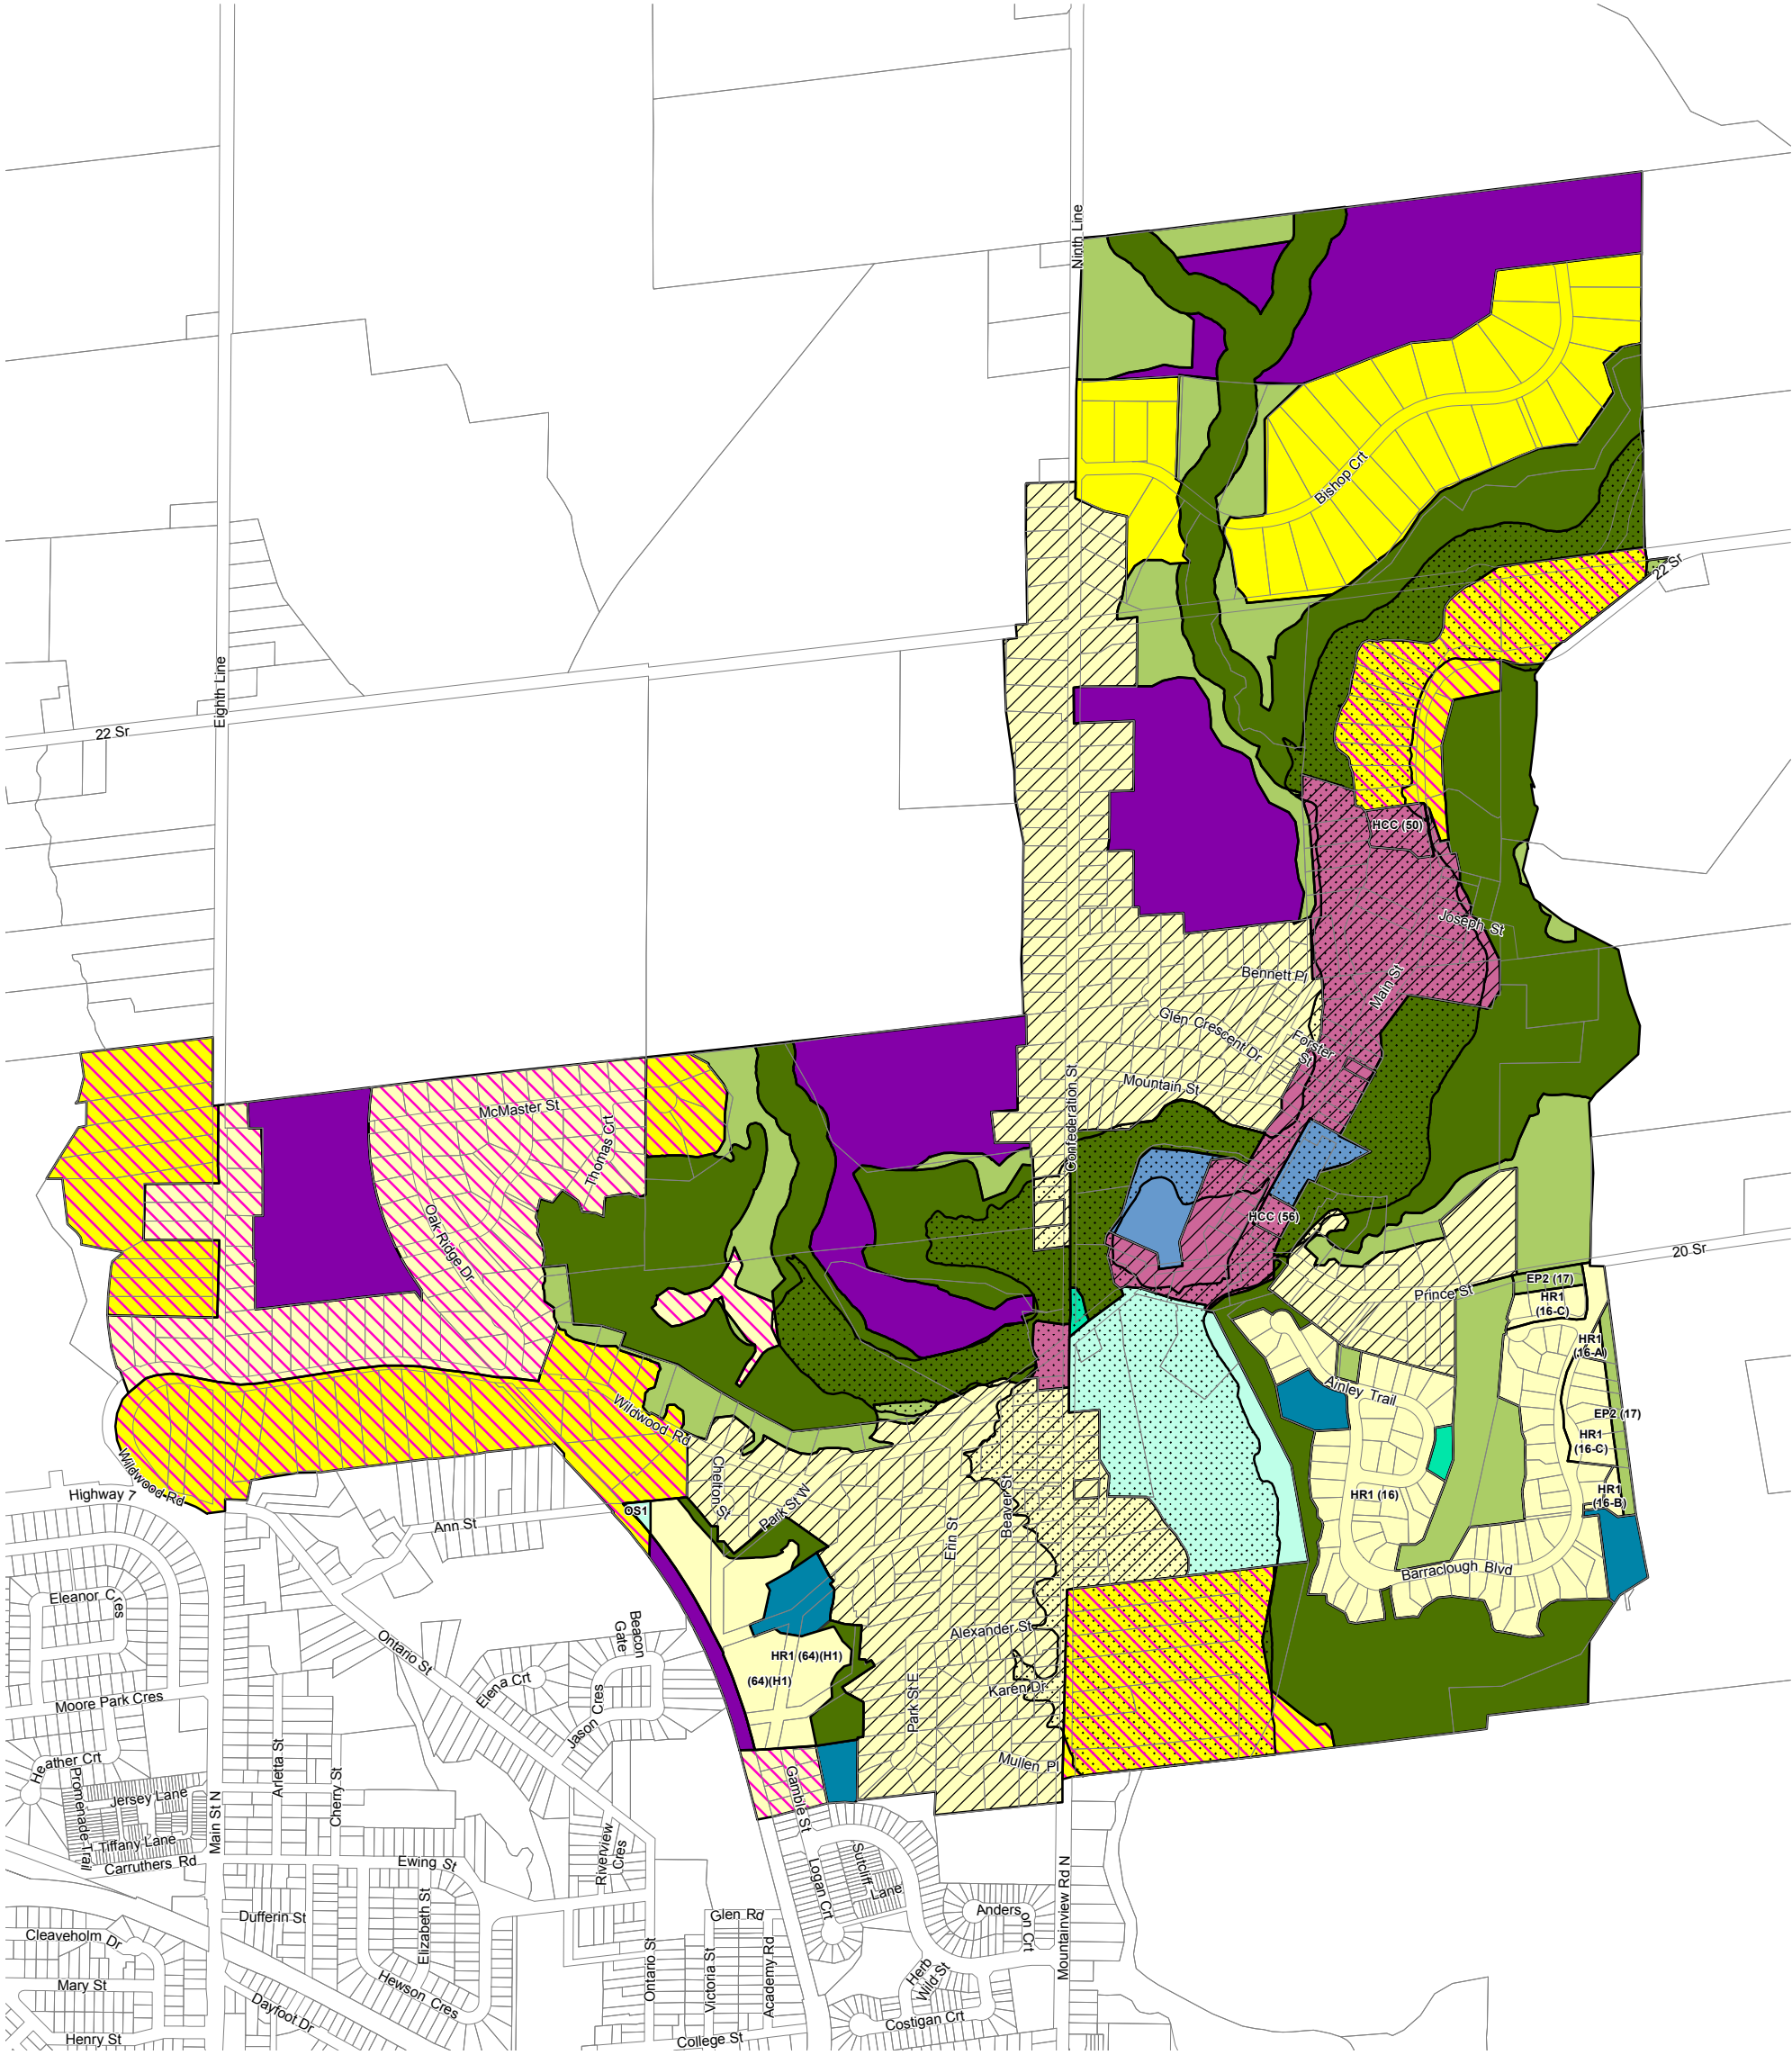 Ninth Line
Bishop Crt
22 Sr
Eighth Line
22 Sr
HCC (50)
Joseph St
Main St
Bennett Pl
Glen Crescent Dr
Forster
St
Mountain St
Confederation St
McMaster St
Thomas Crt
Oak Ridge Dr
HCC (56)
20 Sr
Prince St
EP2 (17)
HR1
(16-C)
HR1
(16-A)
Ainley Trail
EP2 (17)
HR1
(16-C)
HR1
(16-B)
HR1 (16)
Barraclough Blvd
Wildwood Rd
Wildwood Rd
Highway 7
Chelton St
Park St W
OS1
Ann St
Erin St
Beaver St
Eleanor Cres
Beacon
Gate
Ontario St
Alexander St
HR1 (64)(H1)
(64)(H1)
Elena Crt
Jason Cres
Karen Dr
Park St E
Moore Park Cres
Mullen Pl
Heather Crt
Arletta St
Cherry St
Gamble St
Promenade Trail
Jersey Lane
Main St N
Tiffany Lane
Carruthers Rd
Ewing St
Riverview
Cres
Logan Crt
Sutcliff
Lane
Mountainview Rd N
Elizabeth St
Dufferin St
Glen Rd
Anderson Crt
Cleaveholm Dr
Ontario St
Victoria St
Academy Rd
Herb
Wild St
Mary St
Hewson Cres
Dayfoot Dr
Costigan Crt
Henry St
College St